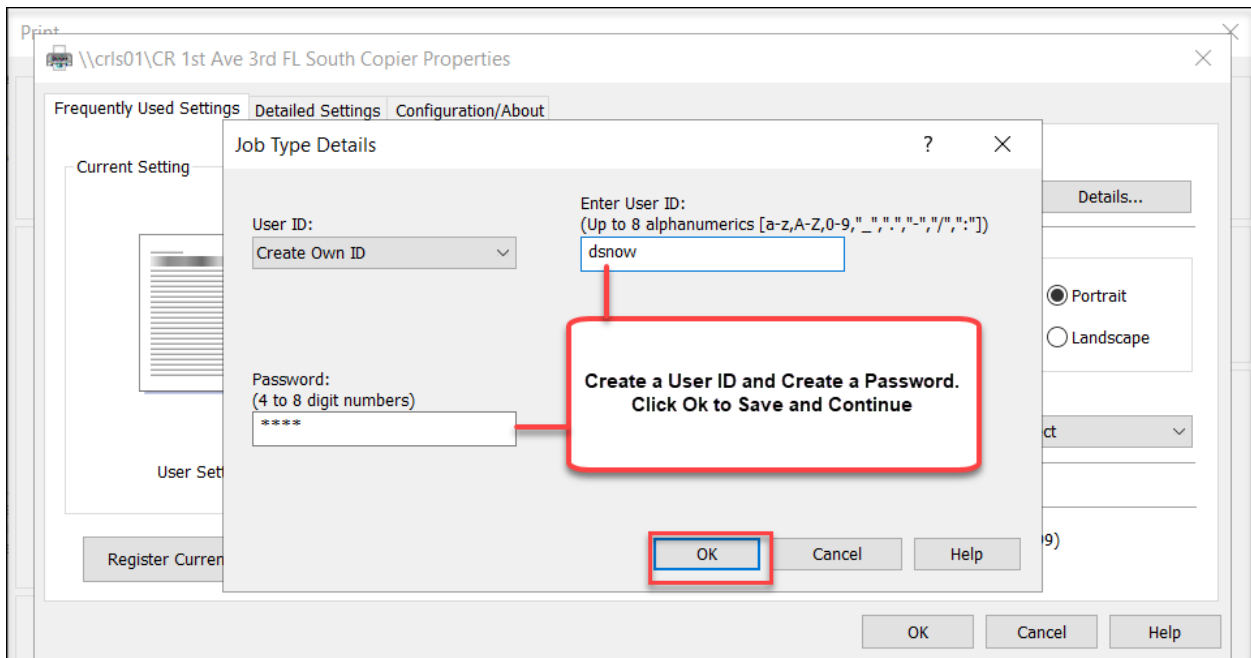 Print
\\crls01\CR 1st Ave 3rd FL South Copier Properties
Frequently Used Settings Detailed Settings Configuration/About
Job Type Details ?
Current Setting
Details...
User ID:
Create Own ID
Enter User ID:
(Up to 8 alphanumerics [a-z,A-Z,0-9,"_",".","-","/",":"])
dsnow
Portrait
Landscape
Create a User ID and Create a Password.
Click Ok to Save and Continue
Password:
(4 to 8 digit numbers)
****
ct
User Sett
Register Curren
9)
OK Cancel Help
OK Cancel Help